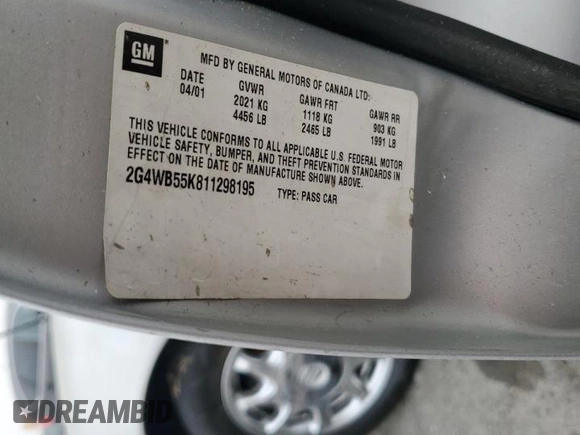 GM
MFD BY GENERAL MOTORS OF CANADA LTD:
DATE GVWR GAWR FRT GAWR RR
04/01 2021 KG 1118 KG 903 KG
4456 LB 2465 LB 1991 LB
THIS VEHICLE CONFORMS TO ALL APPLICABLE U.S. FEDERAL MOTOR
VEHICLE SAFETY, BUMPER, AND THEFT PREVENTION STANDARDS IN
EFFECT ON THE DATE OF MANUFACTURE SHOWN ABOVE.
2G4WB55K811298195 TYPE: PASS CAR
DREAMBID